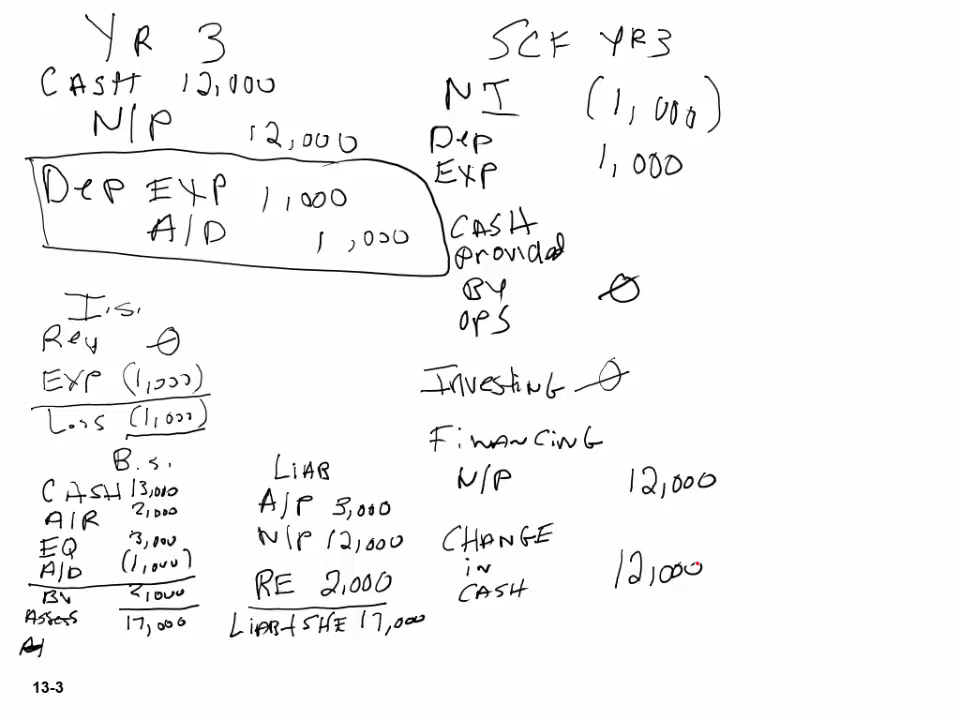 YR 3
CASH 12,000
N/P 12,000
Dep EXP 1,000
A/D 1,000
I.S.
Rev 0
EXP (1,000)
Loss (1,000)
B.S.
CASH 13,000
A/R 2,000
EQ 3,000
A/D (1,000)
BV 2,000
Assets 17,000
LIAB
A/P 3,000
N/P 12,000
RE 2,000
LIAB + SHE 17,000
SCF YR3
NI (1,000)
Dep
EXP 1,000
CASH
Provided
BY 0
OPS
Investing 0
FINANCING
N/P 12,000
CHANGE
in
CASH 12,000
13-3